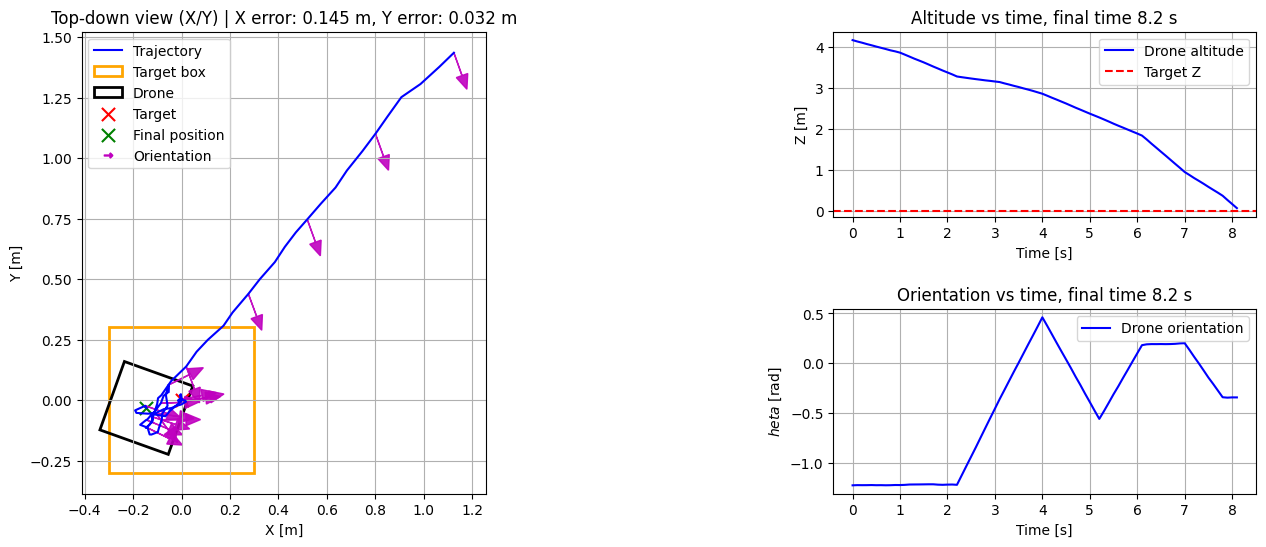 Top-down view (X/Y) | X error: 0.145 m, Y error: 0.032 m
1.50
1.25
1.00
0.75
0.50
0.25
0.00
−0.25
Y [m]
Trajectory
Target box
Drone
Target
Final position
Orientation
−0.4
−0.2
0.0
0.2
0.4
0.6
0.8
1.0
1.2
X [m]
Altitude vs time, final time 8.2 s
4
3
2
1
0
Z [m]
Drone altitude
Target Z
0
1
2
3
4
5
6
7
8
Time [s]
Orientation vs time, final time 8.2 s
0.5
0.0
−0.5
−1.0
heta [rad]
Drone orientation
0
1
2
3
4
5
6
7
8
Time [s]